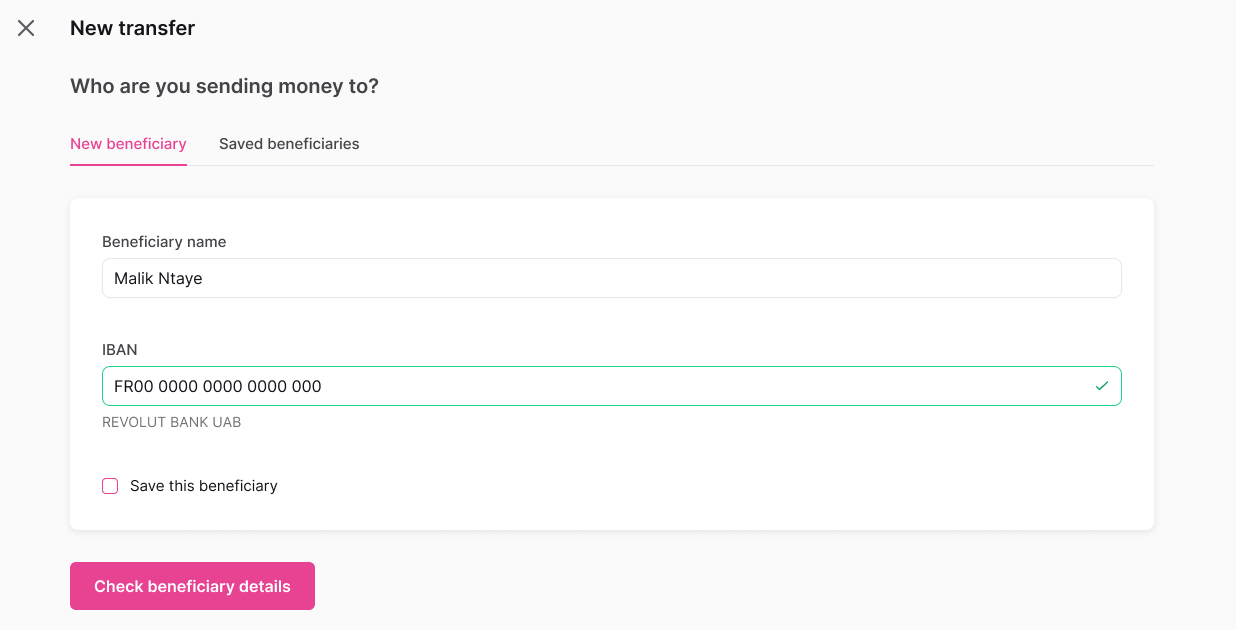 New transfer
Who are you sending money to?
New beneficiary Saved beneficiaries
Beneficiary name
Malik Ntaye
IBAN
FR00 0000 0000 0000 000
REVOLUT BANK UAB
Save this beneficiary
Check beneficiary details